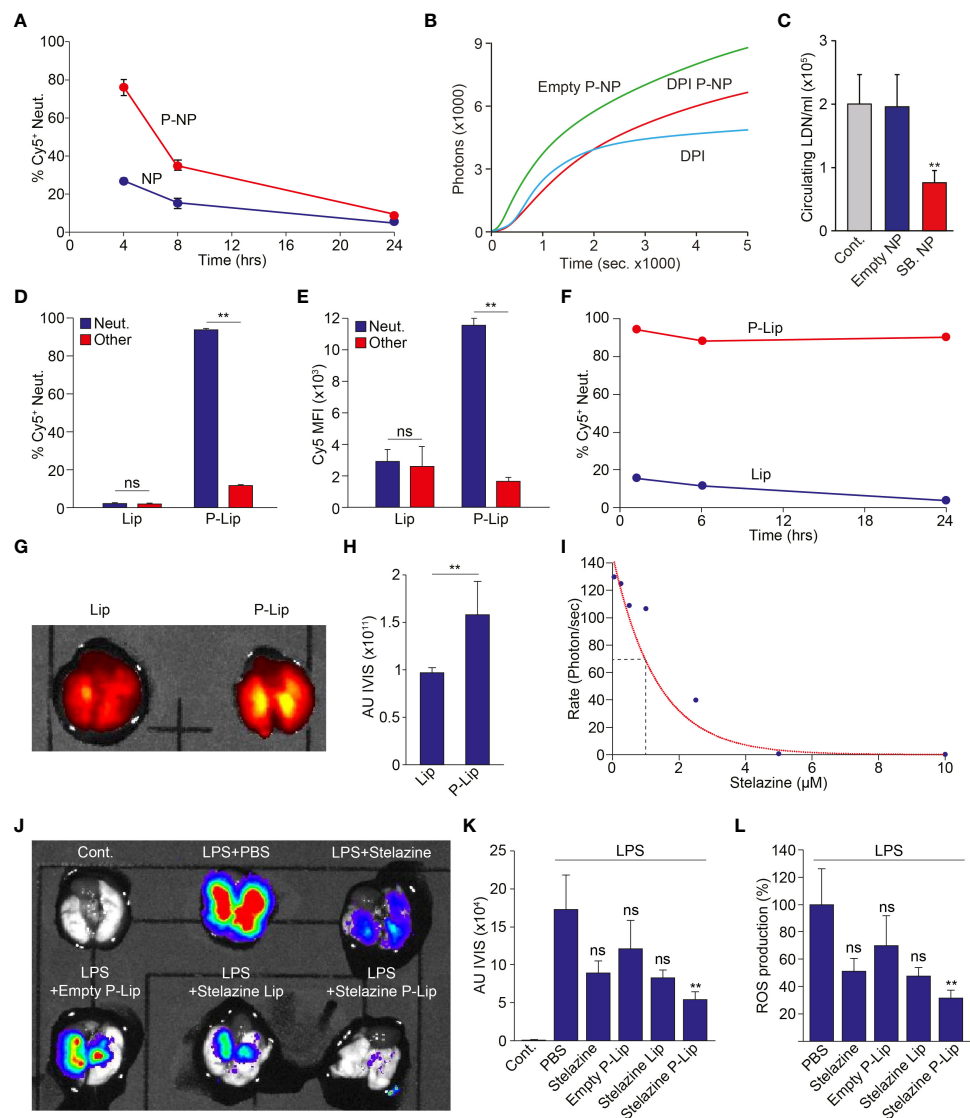 A
% Cy5⁺ Neut.
100
80
60
40
20
0
P-NP
NP
0
4
8
12
16
20
24
Time (hrs)
B
Photons (x1000)
9
6
3
0
Empty P-NP
DPI P-NP
DPI
0
1
2
3
4
5
Time (sec. x1000)
C
Circulating LDN/ml (x10⁵)
3
2
1
0
**
Cont.
Empty NP
SB. NP
D
% Cy5⁺ Neut.
100
80
60
40
20
0
Neut.
Other
ns
**
Lip
P-Lip
E
Cy5 MFI (x10³)
12
10
8
6
4
2
0
Neut.
Other
ns
**
Lip
P-Lip
F
% Cy5⁺ Neut.
100
80
60
40
20
0
P-Lip
Lip
0
6
12
18
24
Time (hrs)
G
Lip
P-Lip
H
AU IVIS (x10¹¹)
2
1.5
1
0.5
0
**
Lip
P-Lip
I
Rate (Photon/sec)
140
120
100
80
60
40
20
0
0
2
4
6
8
10
Stelazine (µM)
J
Cont.
LPS+PBS
LPS+Stelazine
LPS
+Empty P-Lip
LPS
+Stelazine Lip
LPS
+Stelazine P-Lip
K
LPS
AU IVIS (x10⁴)
25
20
15
10
5
0
ns
ns
ns
**
Cont.
PBS
Stelazine
Empty P-Lip
Stelazine Lip
Stelazine P-Lip
L
LPS
ROS production (%)
140
120
100
80
60
40
20
0
ns
ns
ns
**
PBS
Stelazine
Empty P-Lip
Stelazine Lip
Stelazine P-Lip